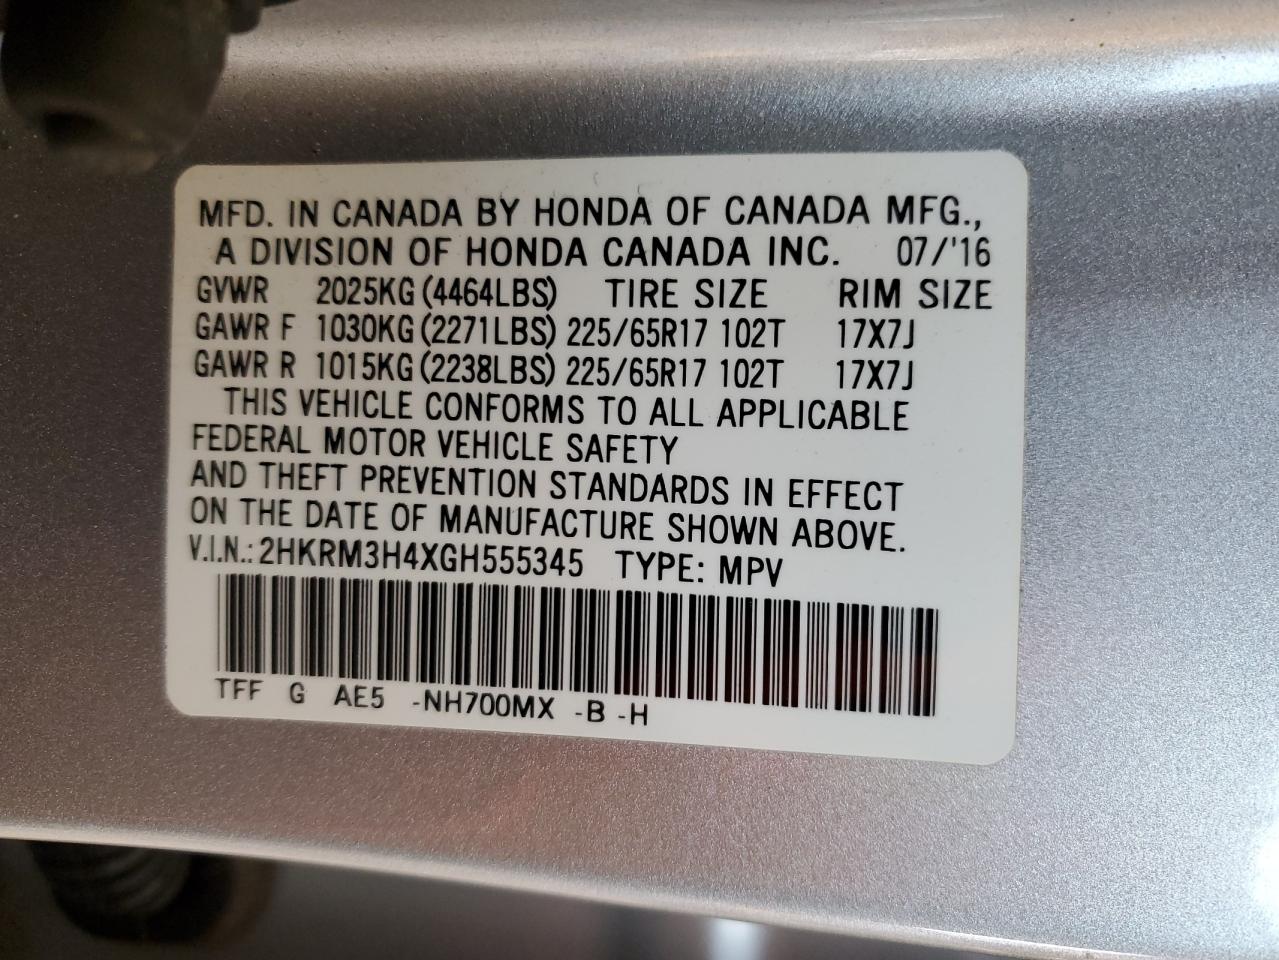 MFD. IN CANADA BY HONDA OF CANADA MFG.,
A DIVISION OF HONDA CANADA INC. 07/'16
GVWR 2025KG (4464LBS) TIRE SIZE RIM SIZE
GAWR F 1030KG (2271LBS) 225/65R17 102T 17X7J
GAWR R 1015KG (2238LBS) 225/65R17 102T 17X7J
THIS VEHICLE CONFORMS TO ALL APPLICABLE
FEDERAL MOTOR VEHICLE SAFETY
AND THEFT PREVENTION STANDARDS IN EFFECT
ON THE DATE OF MANUFACTURE SHOWN ABOVE.
V.I.N.: 2HKRM3H4XGH555345 TYPE: MPV
TFF G AE5 -NH700MX -B -H